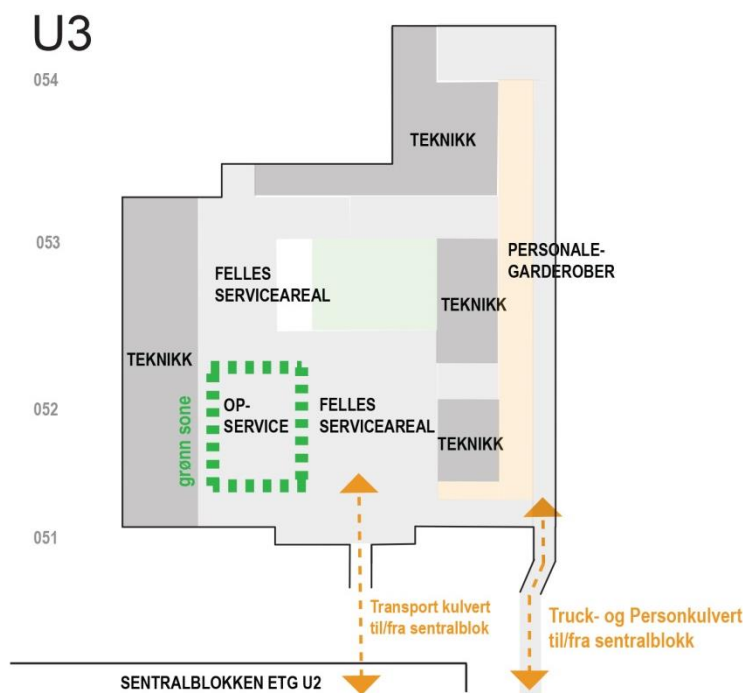 U3
054
TEKNIKK
053
PERSONALE-
GARDEROBER
FELLES
SERVICEAREAL
TEKNIKK
TEKNIKK
052
grønn sone
OP-
SERVICE
FELLES
SERVICEAREAL
TEKNIKK
051
Transport kulvert
til/fra sentralblok
Truck- og Personkulvert
til/fra sentralblokk
SENTRALBLOKKEN ETG U2